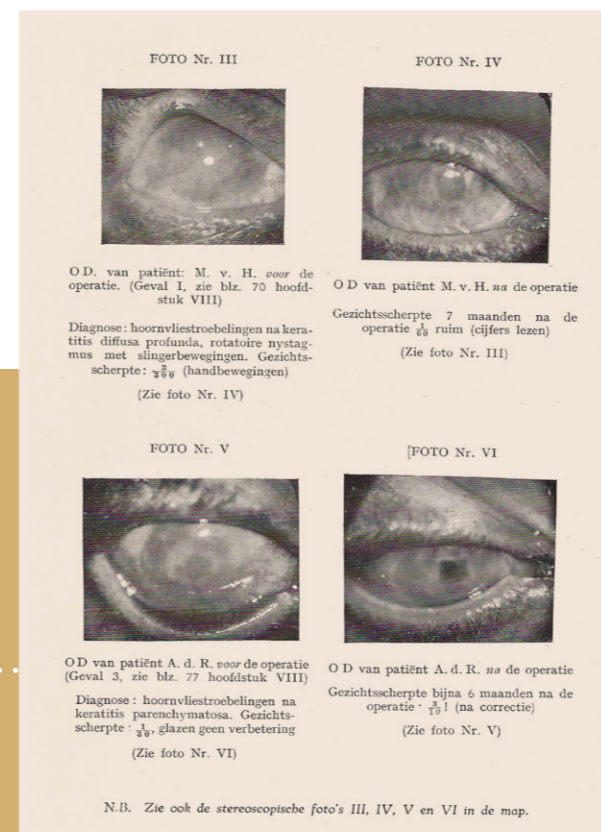 FOTO Nr. III
O D. van patiënt: M. v. H. voor de
operatie. (Geval I, zie blz. 70 hoofd-
stuk VIII)
Diagnose: hoornvliestroebelingen na kera-
titis diffusa profunda, rotatoire nystag-
mus met slingerbewegingen. Gezichts-
scherpte: 2/300 (handbewegingen)
(Zie foto Nr. IV)
FOTO Nr. IV
O D van patiënt M. v. H. na de operatie
Gezichtsscherpte 7 maanden na de
operatie 1/60 ruim (cijfers lezen)
(Zie foto Nr. III)
FOTO Nr. V
O D van patiënt A. d. R. voor de operatie
(Geval 3, zie blz. 77 hoofdstuk VIII)
Diagnose: hoornvliestroebelingen na
keratitis parenchymatosa. Gezichts-
scherpte: glazen geen verbetering
(Zie foto Nr. VI)
[FOTO Nr. VI
O D van patiënt A. d. R. na de operatie
Gezichtsscherpte bijna 6 maanden na de
operatie · ! (na correctie)
(Zie foto Nr. V)
N.B. Zie ook de stereoscopische foto's III, IV, V en VI in de map.